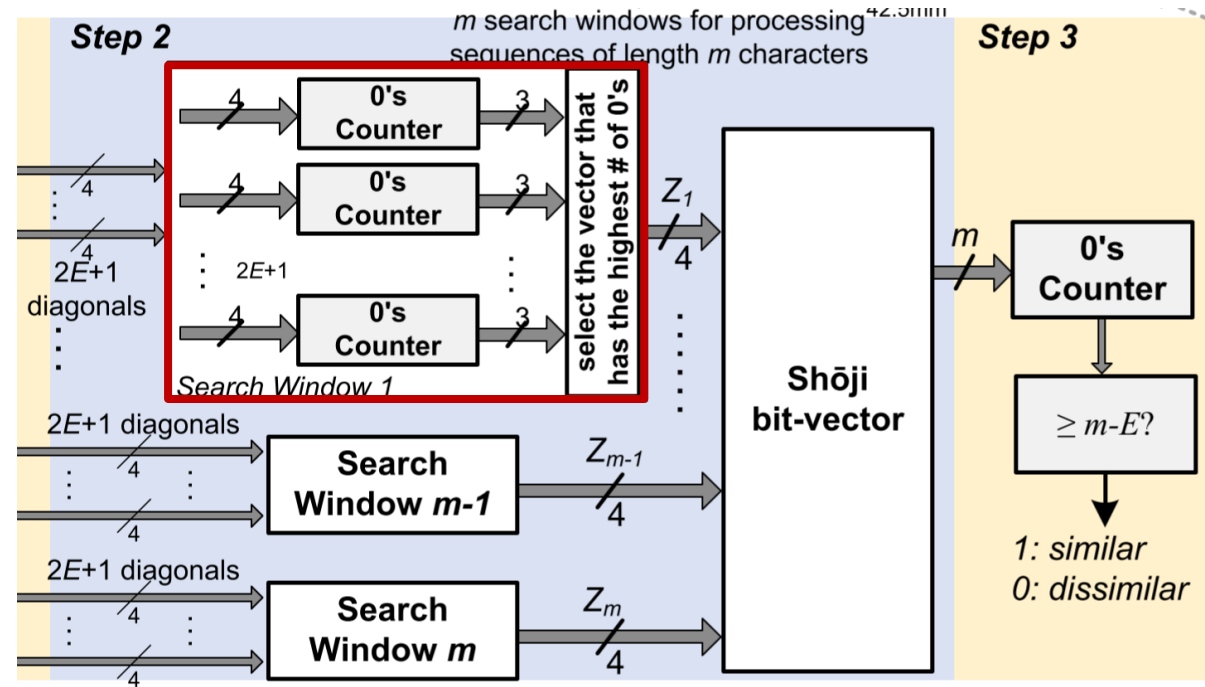 Step 2
m search windows for processing
sequences of length m characters
42.5mm
Step 3
4
0's
Counter
3
4
0's
Counter
3
2E+1
4
0's
Counter
3
select the vector that
has the highest # of 0's
Search Window 1
4
4
2E+1
diagonals
Z1
4
2E+1 diagonals
4
4
Search
Window m-1
Zm-1
4
2E+1 diagonals
4
4
Search
Window m
Zm
4
Shōji
bit-vector
m
0's
Counter
≥ m-E?
1: similar
0: dissimilar